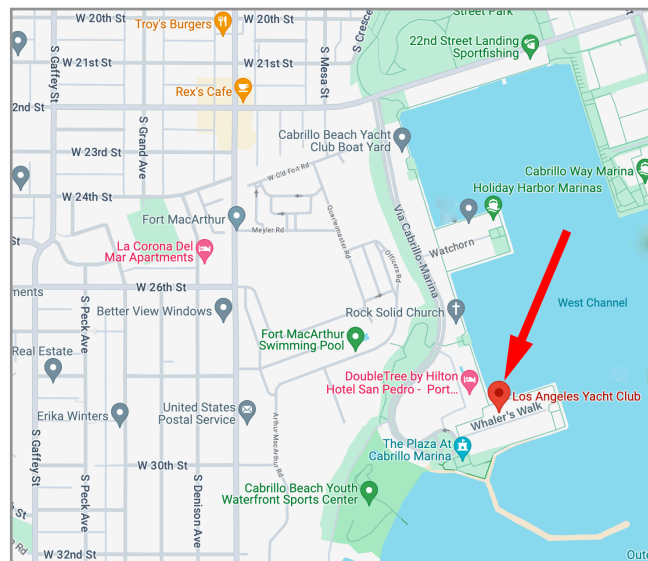 W 20th St
W 20th St
Street Park
Troy's Burgers
S Gaffey St
S Mesa St
S Cresce
22nd Street Landing
Sportfishing
W 21st St
W 21st St
Rex's Cafe
2nd St
S Grand Ave
W 23rd St
Cabrillo Beach Yacht
Club Boat Yard
W Old Fort Rd
Cabrillo Way Marina
Holiday Harbor Marinas
W 24th St
Fort MacArthur
Meyler Rd
Quartermaster Rd
Via Cabrillo-Marina
Watchorn
St
La Corona Del
Mar Apartments
Officers Rd
W 26th St
ments
S Peck Ave
Better View Windows
Rock Solid Church
West Channel
Fort MacArthur
Swimming Pool
Real Estate
DoubleTree by Hilton
Hotel San Pedro - Port...
Los Angeles Yacht Club
Erika Winters
United States
Postal Service
Arthur MacArthur Rd
Whaler's Walk
S Gaffey St
The Plaza At
Cabrillo Marina
W 30th St
S Peck Ave
S Denison Ave
Cabrillo Beach Youth
Waterfront Sports Center
Rd
W 32nd St
W 32nd St
Oute